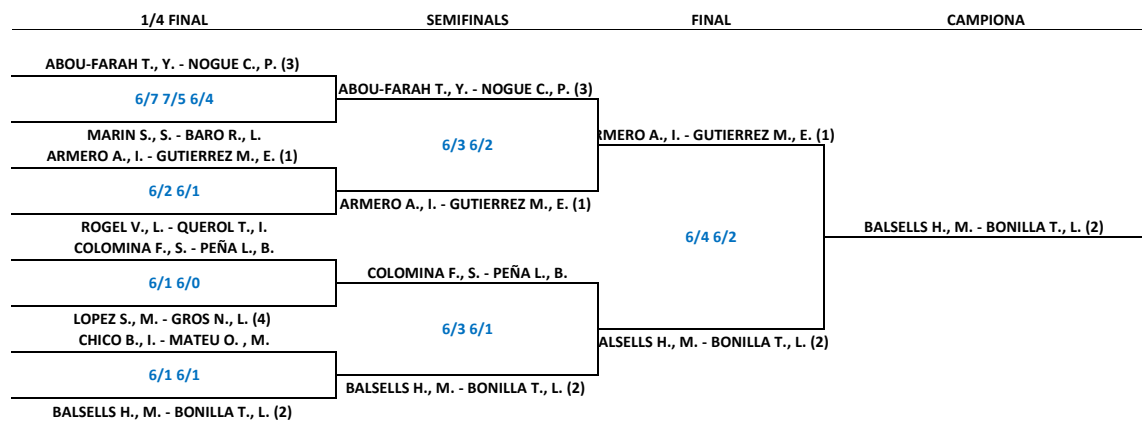 1/4 FINAL SEMIFINALS FINAL CAMPIONA
ABOU-FARAH T., Y. - NOGUE C., P. (3)
6/7 7/5 6/4
MARIN S., S. - BARO R., L.
ARMERO A., I. - GUTIERREZ M., E. (1)
6/2 6/1
ROGEL V., L. - QUEROL T., I.
COLOMINA F., S. - PEÑA L., B.
6/1 6/0
LOPEZ S., M. - GROS N., L. (4)
CHICO B., I. - MATEU O. , M.
6/1 6/1
BALSELLS H., M. - BONILLA T., L. (2)
ABOU-FARAH T., Y. - NOGUE C., P. (3)
6/3 6/2
ARMERO A., I. - GUTIERREZ M., E. (1)
COLOMINA F., S. - PEÑA L., B.
6/3 6/1
BALSELLS H., M. - BONILLA T., L. (2)
RMERO A., I. - GUTIERREZ M., E. (1)
6/4 6/2
ALSELLS H., M. - BONILLA T., L. (2)
BALSELLS H., M. - BONILLA T., L. (2)